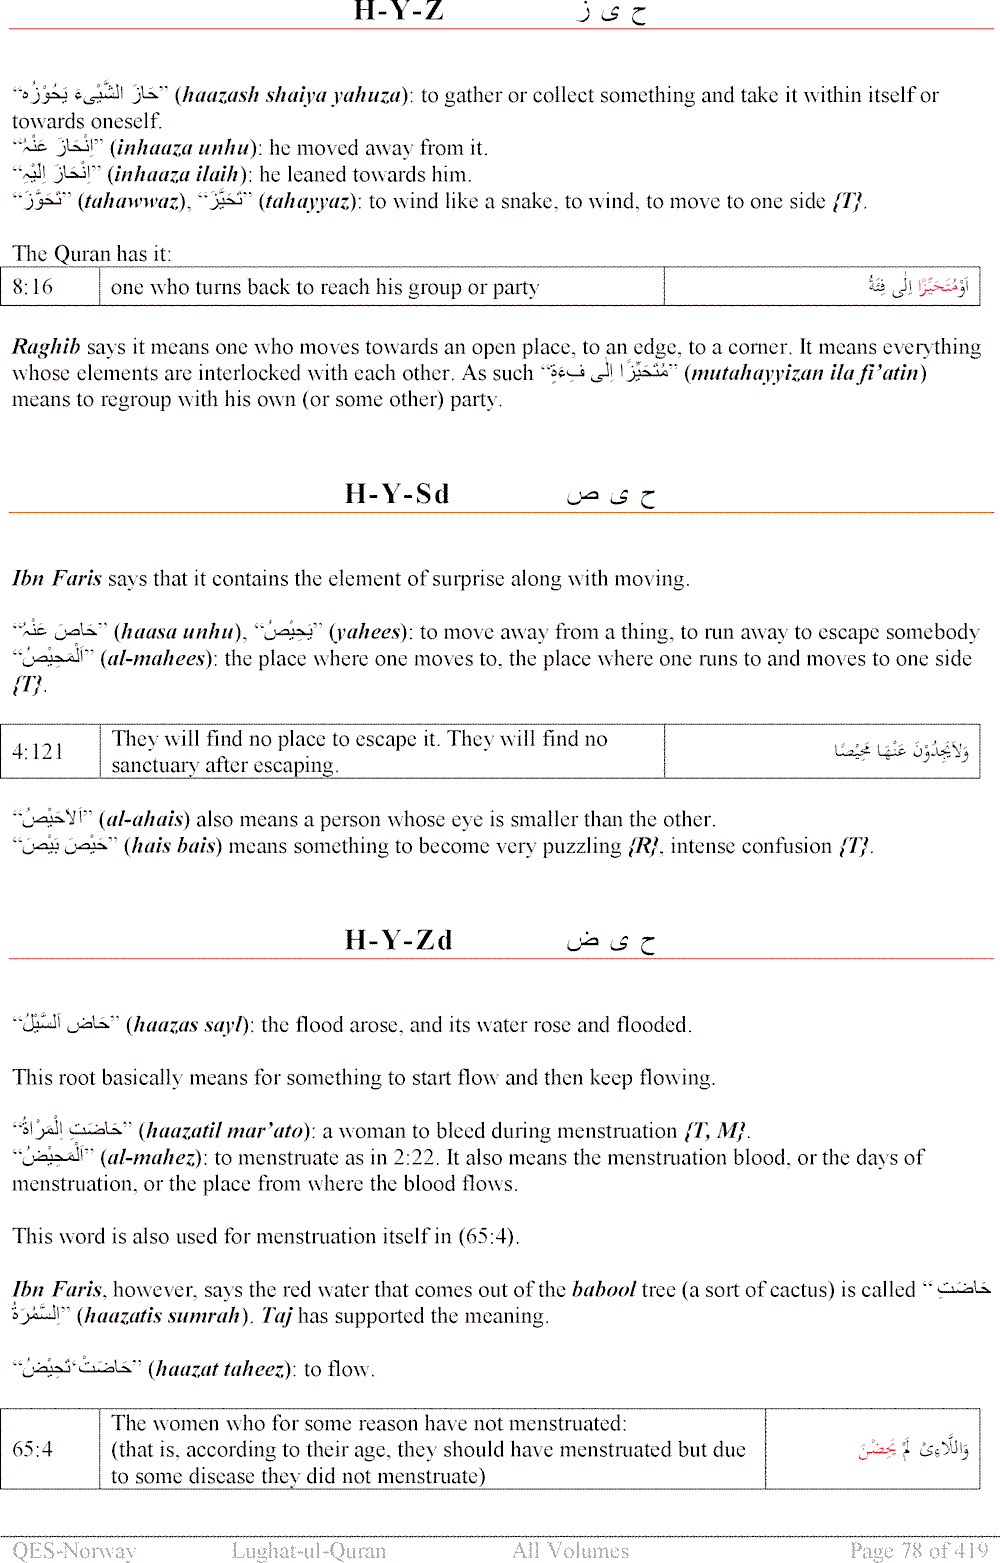 H-Y-Z ح ی ز
“حَازَ الشَّیْیءَ یَحُوْزُہ” (haazash shaiya yahuza): to gather or collect something and take it within itself or
towards oneself.
“اِنْحَازَ عَنْہُ” (inhaaza unhu): he moved away from it.
“اِنْحَازَ اِلَیْہِ” (inhaaza ilaih): he leaned towards him.
“تَحَوَّزَ” (tahawwaz), “تَحَیَّزَ” (tahayyaz): to wind like a snake, to wind, to move to one side {T}.
The Quran has it:
8:16 one who turns back to reach his group or party اَوْمُتَحَیِّزًا اِلٰی فِئَۃٍ
Raghib says it means one who moves towards an open place, to an edge, to a corner. It means everything
whose elements are interlocked with each other. As such “مُتَحَیِّزًا اِلٰی فِءَۃٍ” (mutahayyizan ila fi’atin)
means to regroup with his own (or some other) party.
H-Y-Sd ح ی ص
Ibn Faris says that it contains the element of surprise along with moving.
“حَاصَ عَنْہُ” (haasa unhu), “یَحِیْصُ” (yahees): to move away from a thing, to run away to escape somebody
“اَلْمَحِیْصُ” (al-mahees): the place where one moves to, the place where one runs to and moves to one side
{T}.
4:121 They will find no place to escape it. They will find no وَلاَیَجِدُوْنَ عَنْھَا مَحِیْصًا
sanctuary after escaping.
“اَلاَحْیَصُ” (al-ahais) also means a person whose eye is smaller than the other.
“حَیْصَ بَیْصَ” (hais bais) means something to become very puzzling {R}, intense confusion {T}.
H-Y-Zd ح ی ض
“حَاضَ اَلسَّیْلُ” (haazas sayl): the flood arose, and its water rose and flooded.
This root basically means for something to start flow and then keep flowing.
“حَاضَتِ اِلْمَرْاۃُ” (haazatil mar’ato): a woman to bleed during menstruation {T, M}.
“اَلْمَحِیْضُ” (al-mahez): to menstruate as in 2:22. It also means the menstruation blood, or the days of
menstruation, or the place from where the blood flows.
This word is also used for menstruation itself in (65:4).
Ibn Faris, however, says the red water that comes out of the babool tree (a sort of cactus) is called “حَاضَتِ
اِلسَّمُرَۃُ” (haazatis sumrah). Taj has supported the meaning.
“حَاضَتْ‘تَحِیْضُ” (haazat taheez): to flow.
65:4 The women who for some reason have not menstruated: وَاللَّاءِیْ لَمْ یَحِضْنَ
(that is, according to their age, they should have menstruated but due
to some disease they did not menstruate)
QES-Norway Lughat-ul-Quran All Volumes Page 78 of 419